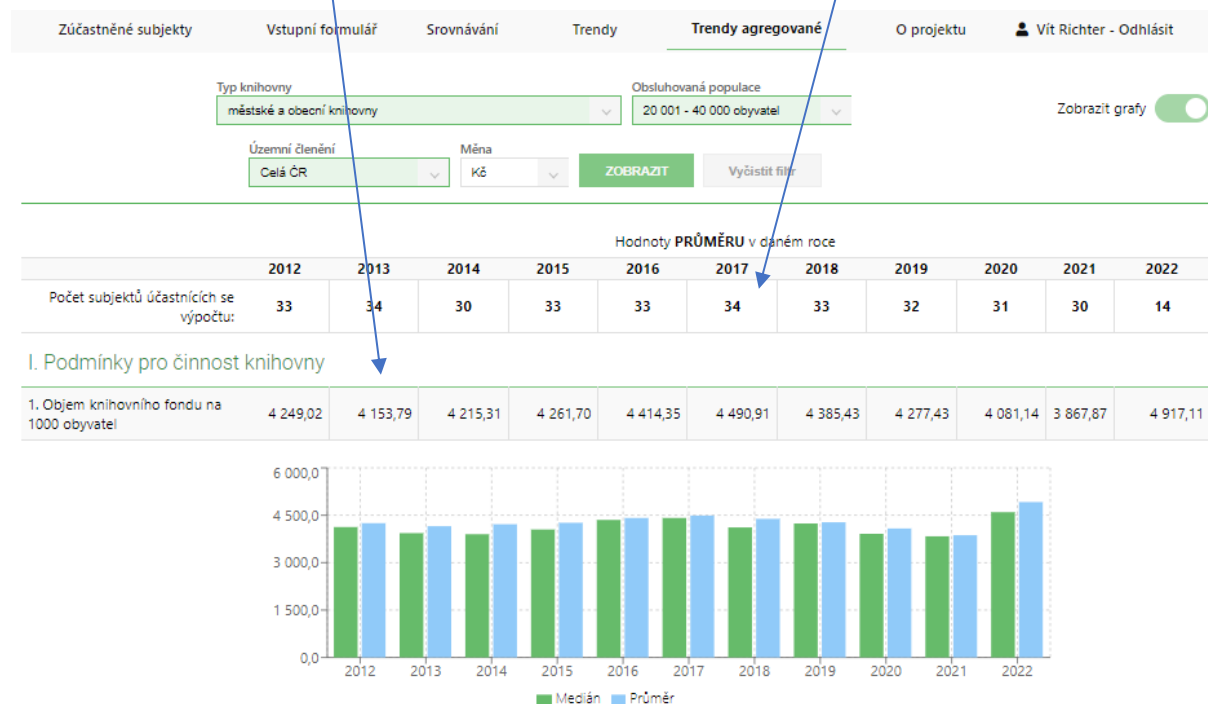 Zúčastněné subjekty Vstupní formulář Srovnávání Trendy Trendy agregované O projektu Vít Richter - Odhlásit
Typ knihovny Obsluhovaná populace
městské a obecní knihovny 20 001 - 40 000 obyvatel Zobrazit grafy
Územní členění Měna
Celá ČR Kč ZOBRAZIT Vyčistit filtr
Hodnoty PRŮMĚRU v daném roce
2012 2013 2014 2015 2016 2017 2018 2019 2020 2021 2022
Počet subjektů účastnících se
výpočtu: 33 34 30 33 33 34 33 32 31 30 14
I. Podmínky pro činnost knihovny
1. Objem knihovního fondu na
1000 obyvatel 4 249,02 4 153,79 4 215,31 4 261,70 4 414,35 4 490,91 4 385,43 4 277,43 4 081,14 3 867,87 4 917,11
6 000,0
4 500,0
3 000,0
1 500,0
0,0
2012 2013 2014 2015 2016 2017 2018 2019 2020 2021 2022
Medián Průměr